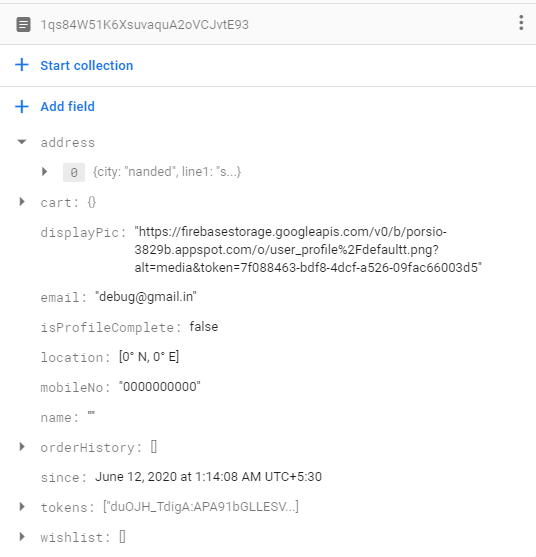 1qs84W51K6XsuvaquA2oVCJvtE93
+ Start collection
+ Add field
address
0 {city: "nanded", line1: "s...}
cart: {}
displayPic: "https://firebasestorage.googleapis.com/v0/b/porsio-
3829b.appspot.com/o/user_profile%2Fdefaultt.png?
alt=media&token=7f088463-bdf8-4dcf-a526-09fac66003d5"
email: "debug@gmail.in"
isProfileComplete: false
location: [0° N, 0° E]
mobileNo: "0000000000"
name: ""
orderHistory: []
since: June 12, 2020 at 1:14:08 AM UTC+5:30
tokens: ["duOJH_TdigA:APA91bGLLESV...]
wishlist: []